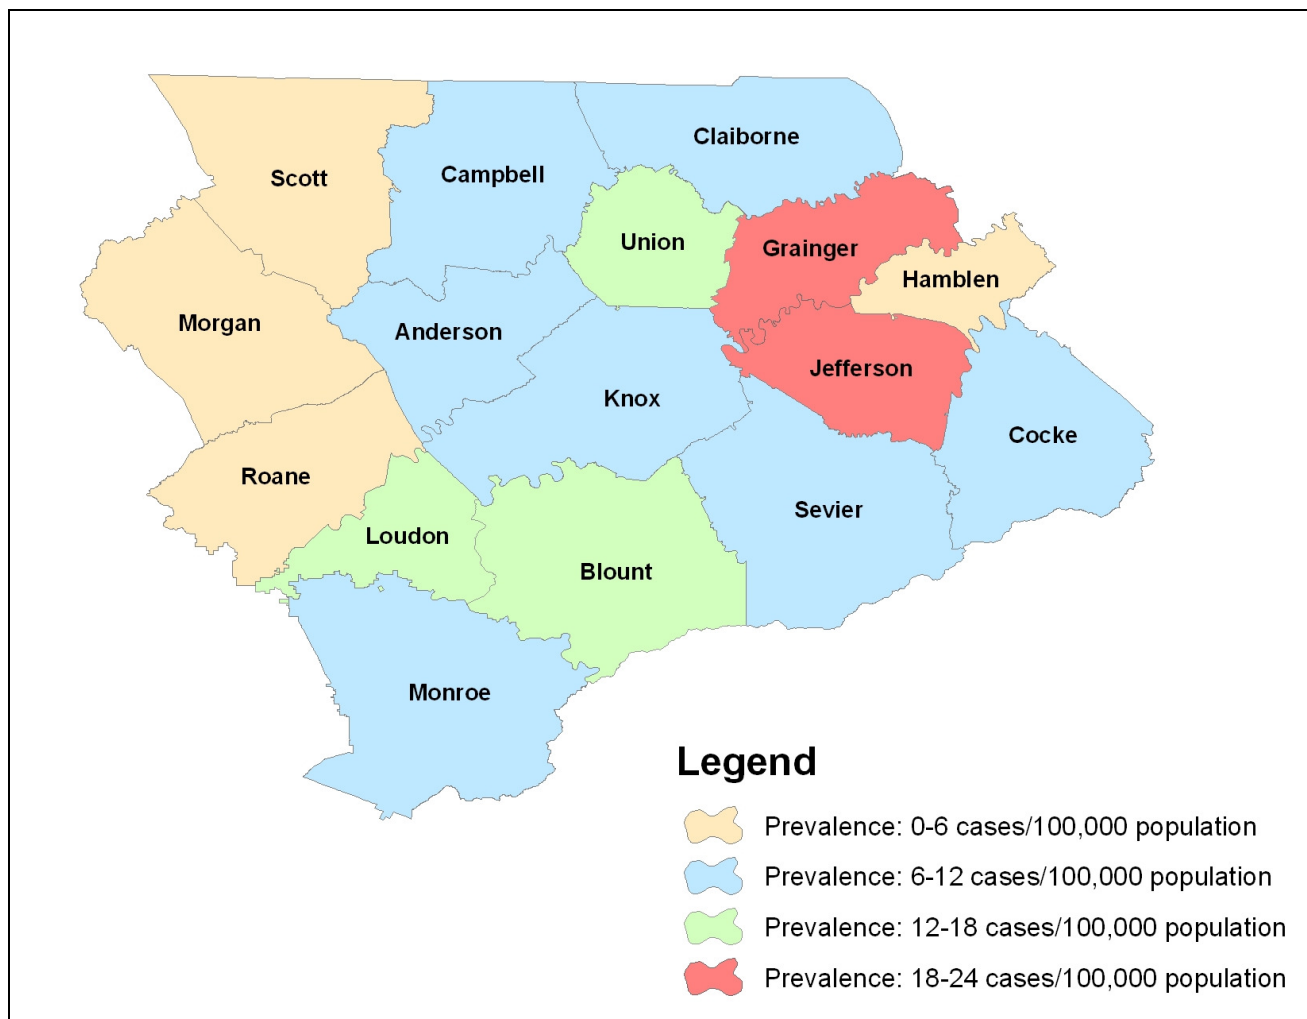 Claiborne
Scott
Campbell
Union
Grainger
Hamblen
Morgan
Anderson
Jefferson
Knox
Cocke
Roane
Sevier
Loudon
Blount
Monroe
Legend
Prevalence: 0-6 cases/100,000 population
Prevalence: 6-12 cases/100,000 population
Prevalence: 12-18 cases/100,000 population
Prevalence: 18-24 cases/100,000 population